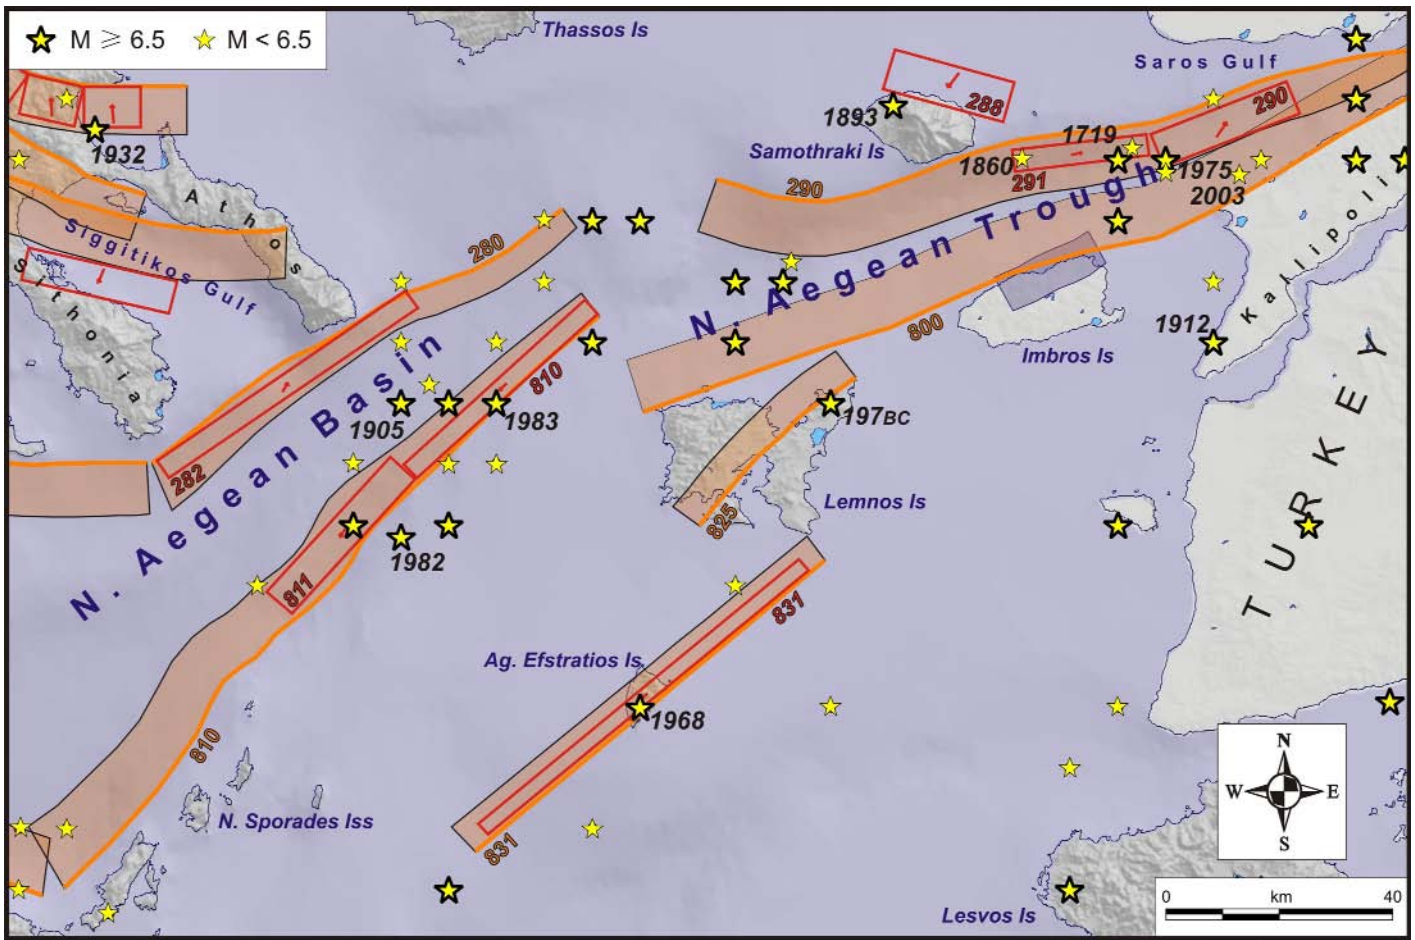 M ⩾ 6.5
M < 6.5
Thassos Is
Saros Gulf
288
290
1893
1719
1932
Samothraki Is
1860
291
1975
2003
290
Athos
Siggitikos Gulf
Sithonia
280
N. Aegean Trough
Kallipoli
800
Imbros Is
1912
TURKEY
N. Aegean Basin
810
1905
1983
197BC
282
Lemnos Is
825
1982
811
831
Ag. Efstratios Is.
1968
810
N. Sporades Iss
831
Lesvos Is
N
W
E
S
0
km
40